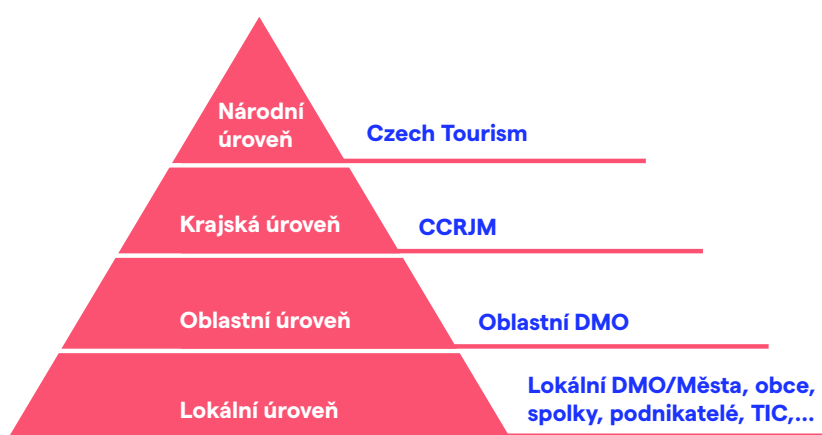 Národní
úroveň
Czech Tourism
Krajská úroveň
CCRJM
Oblastní úroveň
Oblastní DMO
Lokální úroveň
Lokální DMO/Města, obce,
spolky, podnikatelé, TIC,...